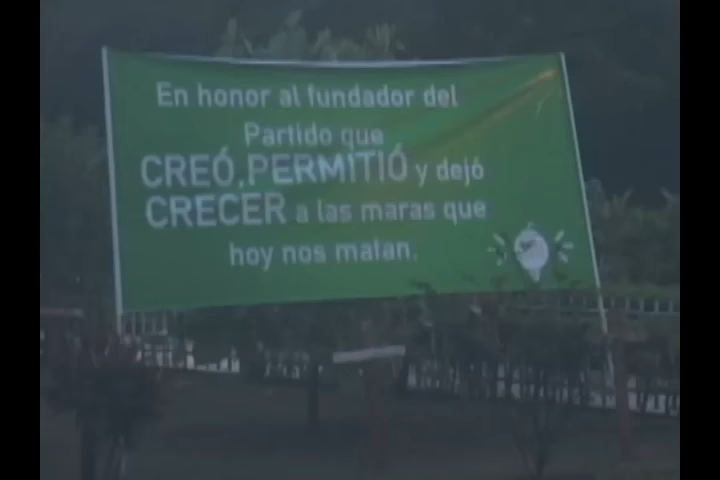 En honor al fundador del
Partido que
CREÓ, PERMITIÓ y dejó
CRECER a las maras que
hoy nos matan.